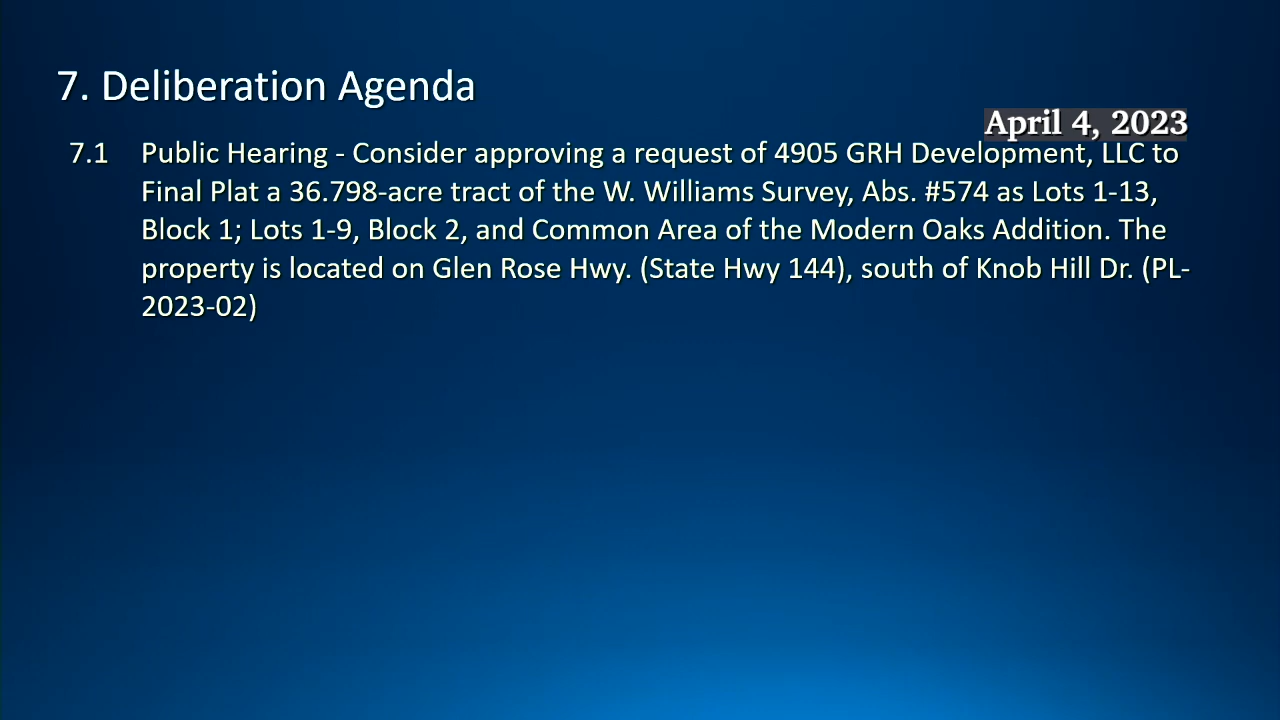 7. Deliberation Agenda
April 4, 2023
7.1 Public Hearing - Consider approving a request of 4905 GRH Development, LLC to
Final Plat a 36.798-acre tract of the W. Williams Survey, Abs. #574 as Lots 1-13,
Block 1; Lots 1-9, Block 2, and Common Area of the Modern Oaks Addition. The
property is located on Glen Rose Hwy. (State Hwy 144), south of Knob Hill Dr. (PL-
2023-02)